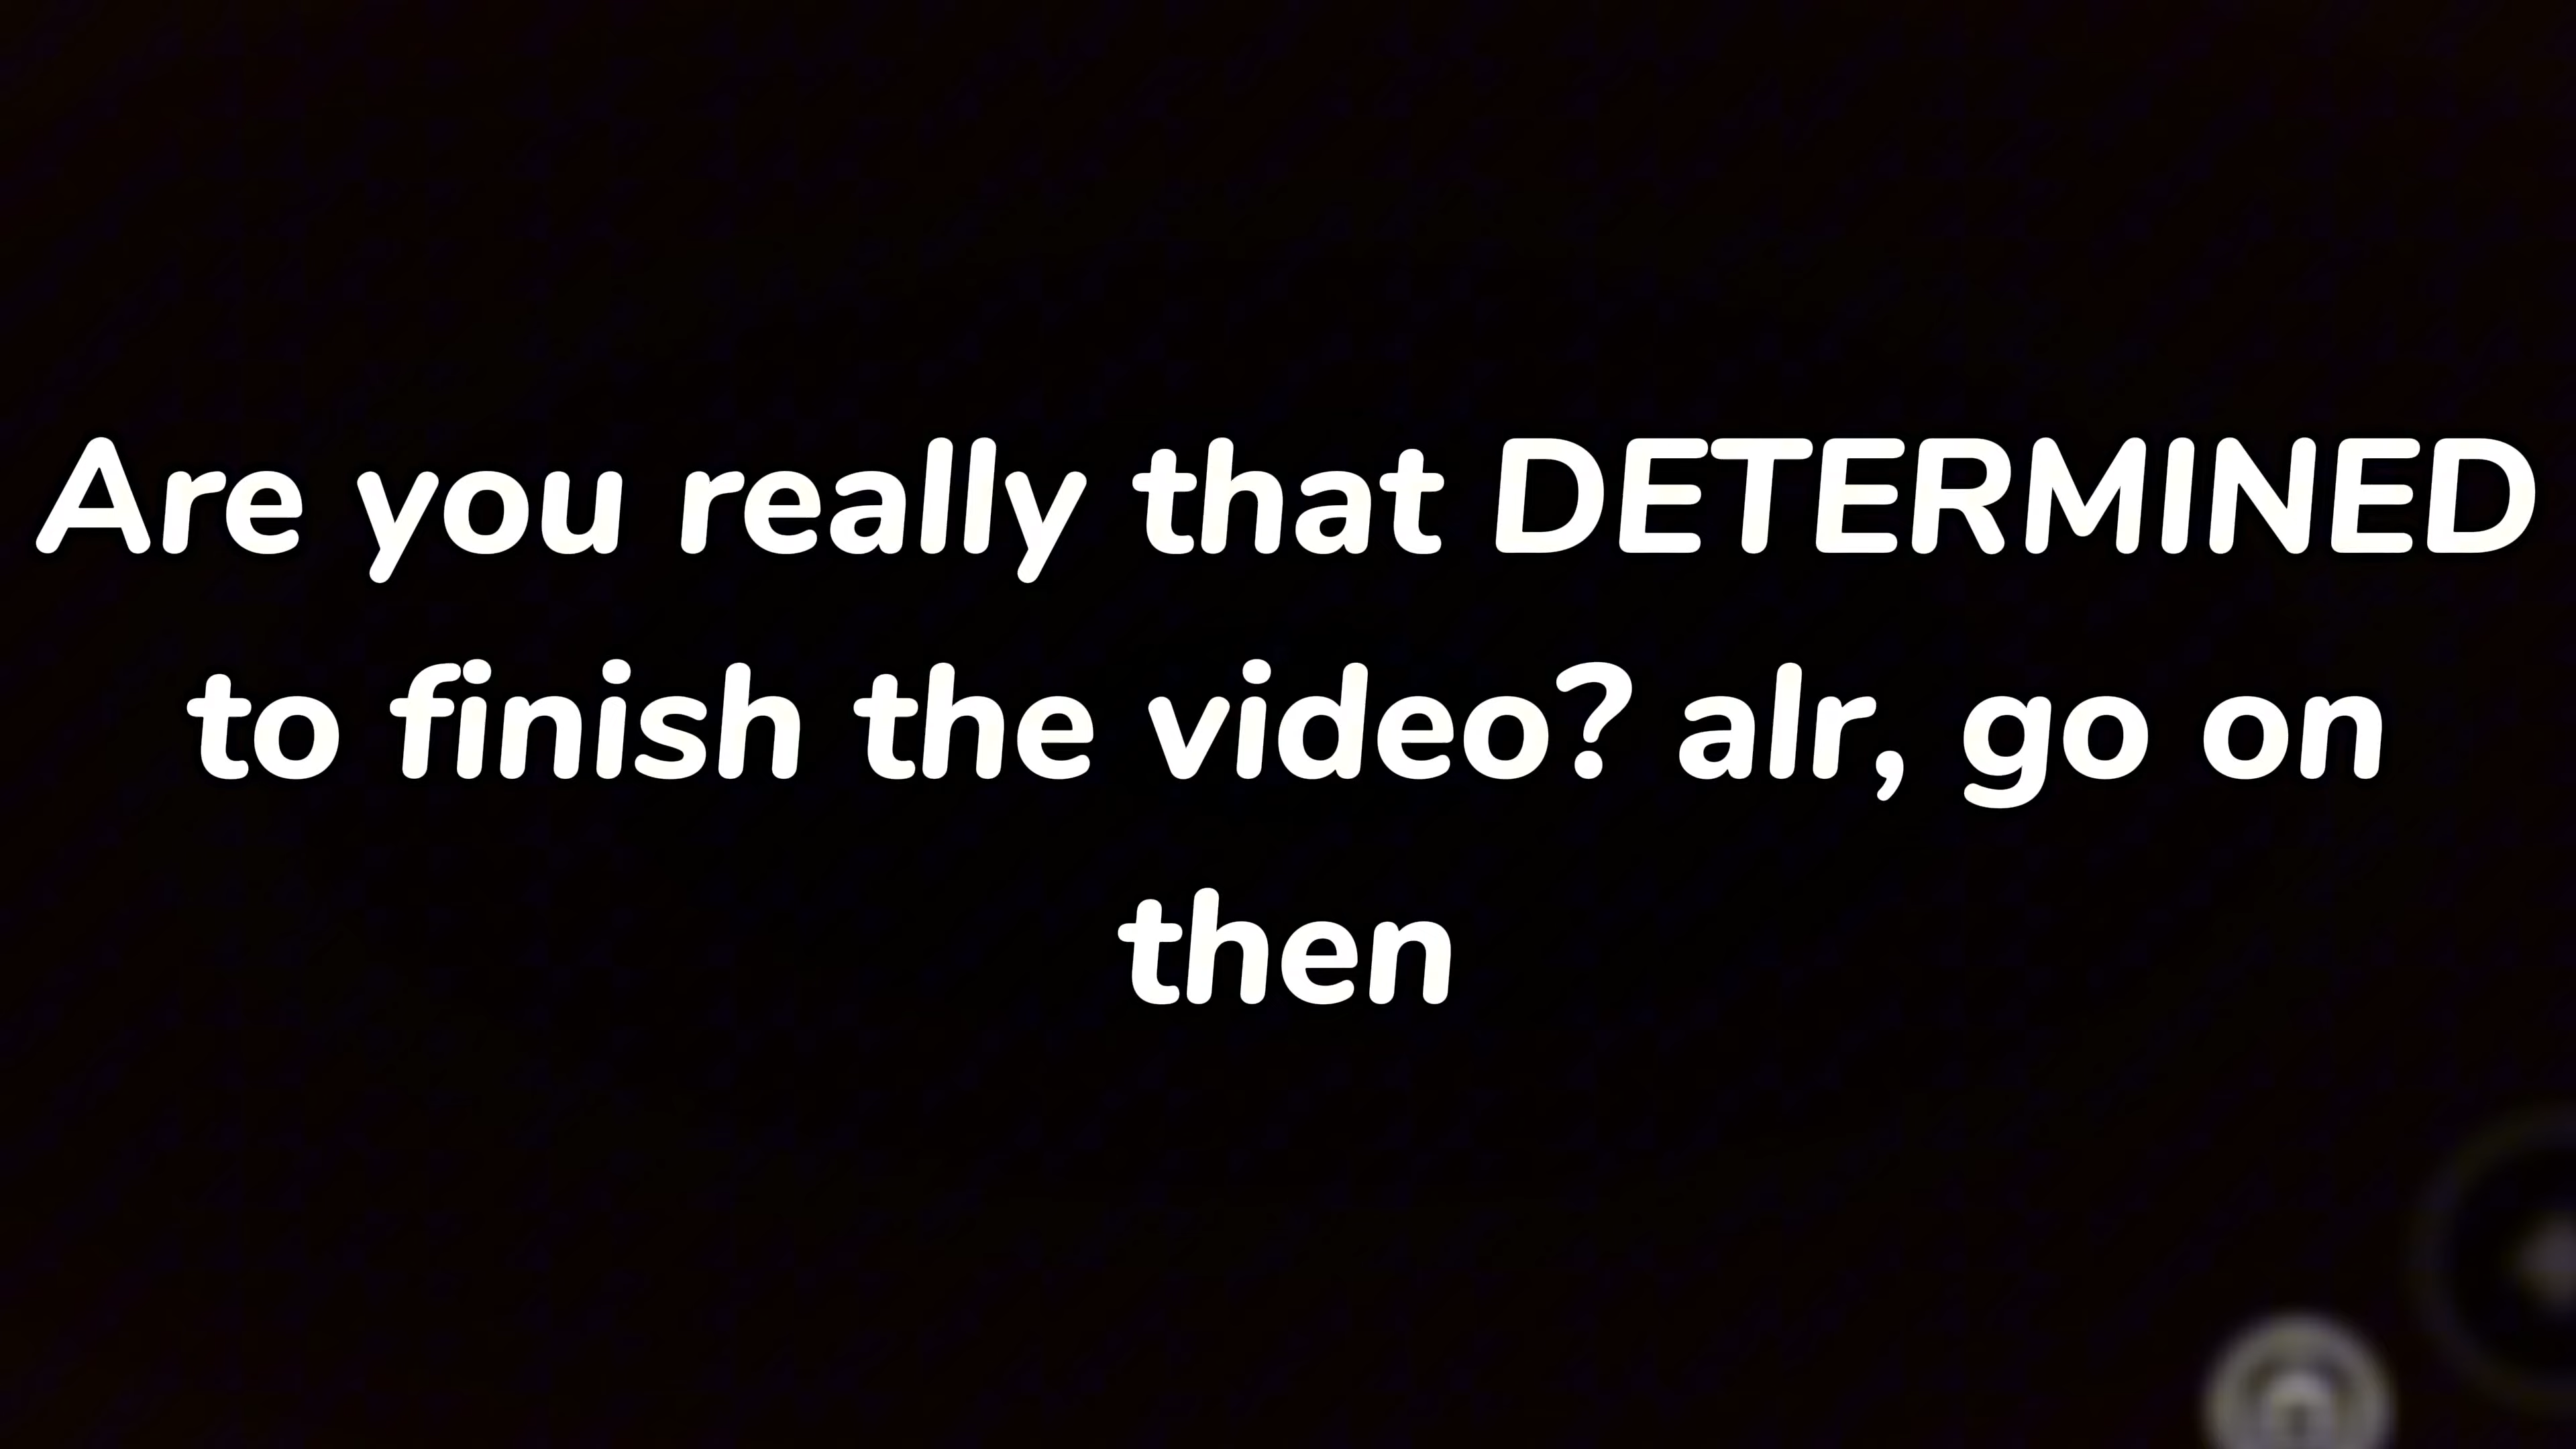 Are you really that DETERMINED
to finish the video? alr, go on
then